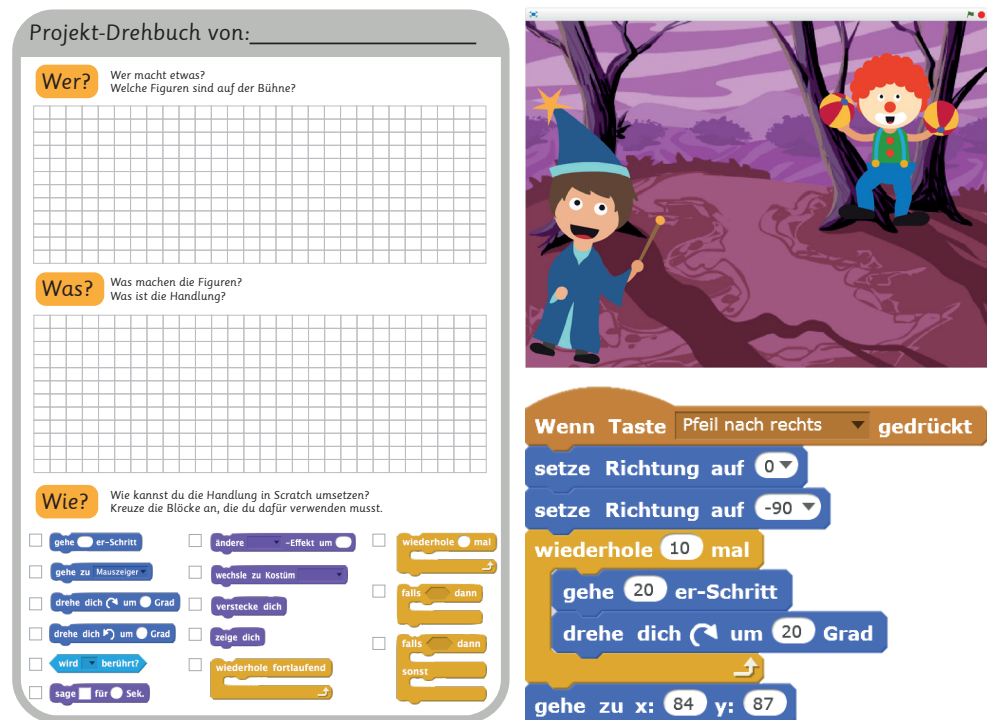 Projekt-Drehbuch von:
Wer?
Wer macht etwas?
Welche Figuren sind auf der Bühne?
Was?
Was machen die Figuren?
Was ist die Handlung?
Wie?
Wie kannst du die Handlung in Scratch umsetzen?
Kreuze die Blöcke an, die du dafür verwenden musst.
gehe er-Schritt
gehe zu Mauszeiger
drehe dich um Grad
drehe dich um Grad
wird berührt?
sage für Sek.
ändere -Effekt um
wechsle zu Kostüm
verstecke dich
zeige dich
wiederhole fortlaufend
wiederhole mal
falls dann
falls dann
sonst
Wenn Taste Pfeil nach rechts gedrückt
setze Richtung auf 0
setze Richtung auf -90
wiederhole 10 mal
gehe 20 er-Schritt
drehe dich um 20 Grad
gehe zu x: 84 y: 87